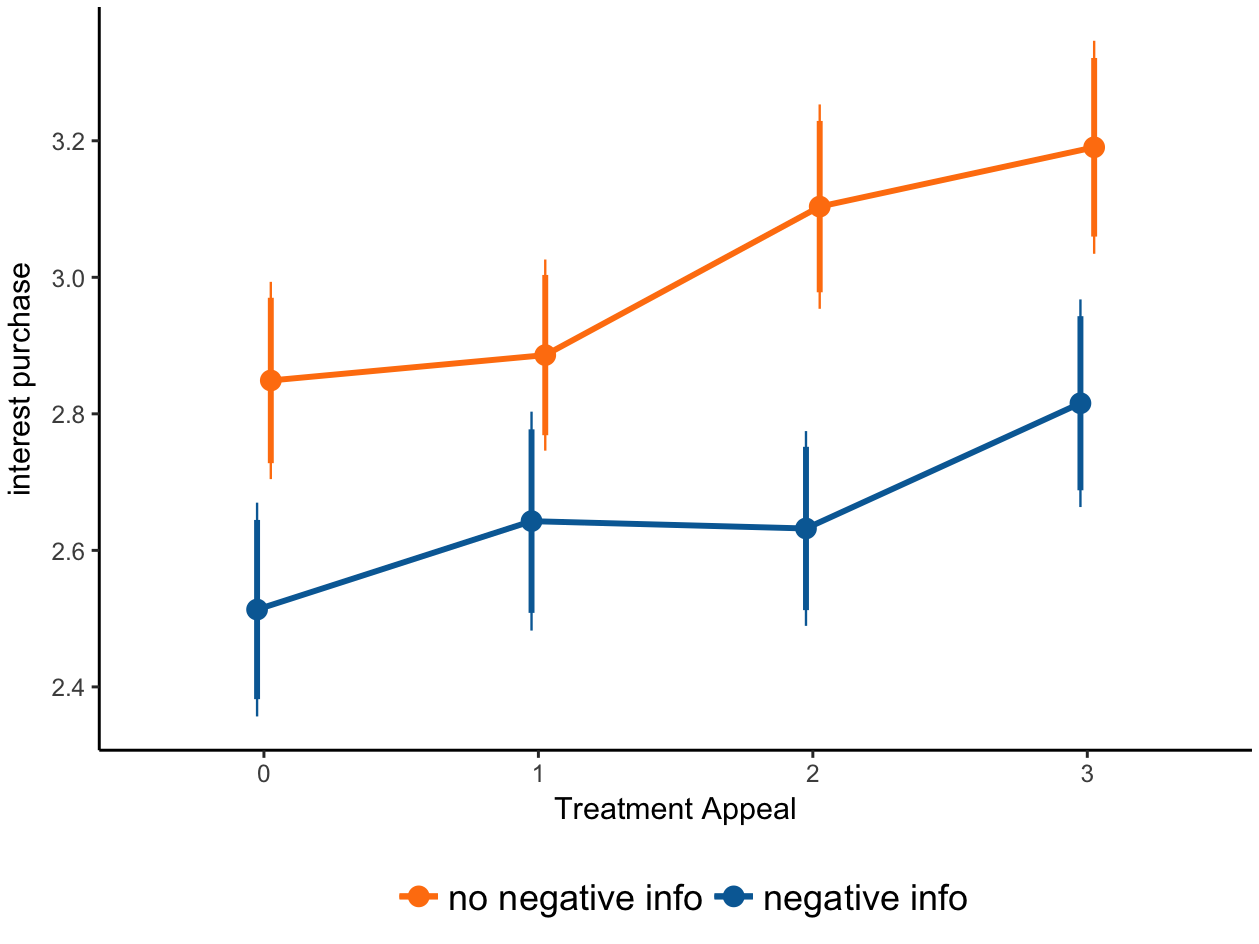 interest purchase
3.2
3.0
2.8
2.6
2.4
0 1 2 3
Treatment Appeal
no negative info negative info